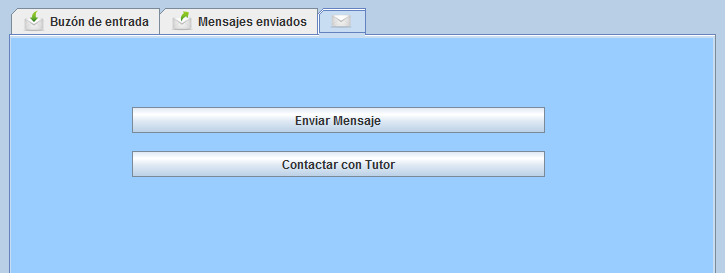 Buzón de entrada
Mensajes enviados
Enviar Mensaje
Contactar con Tutor